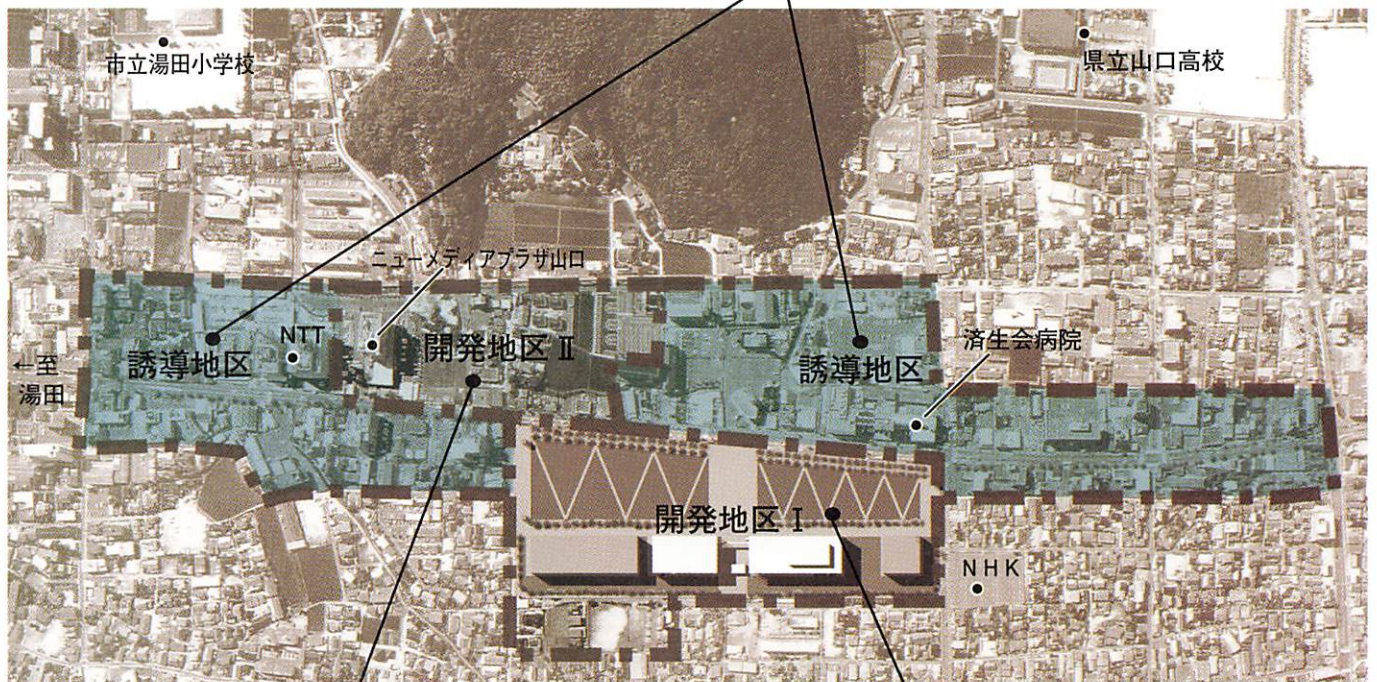 市立湯田小学校
県立山口高校
ニューメディアプラザ山口
NTT
誘導地区
開発地区Ⅱ
誘導地区
済生会病院
←至
湯田
開発地区Ⅰ
NHK